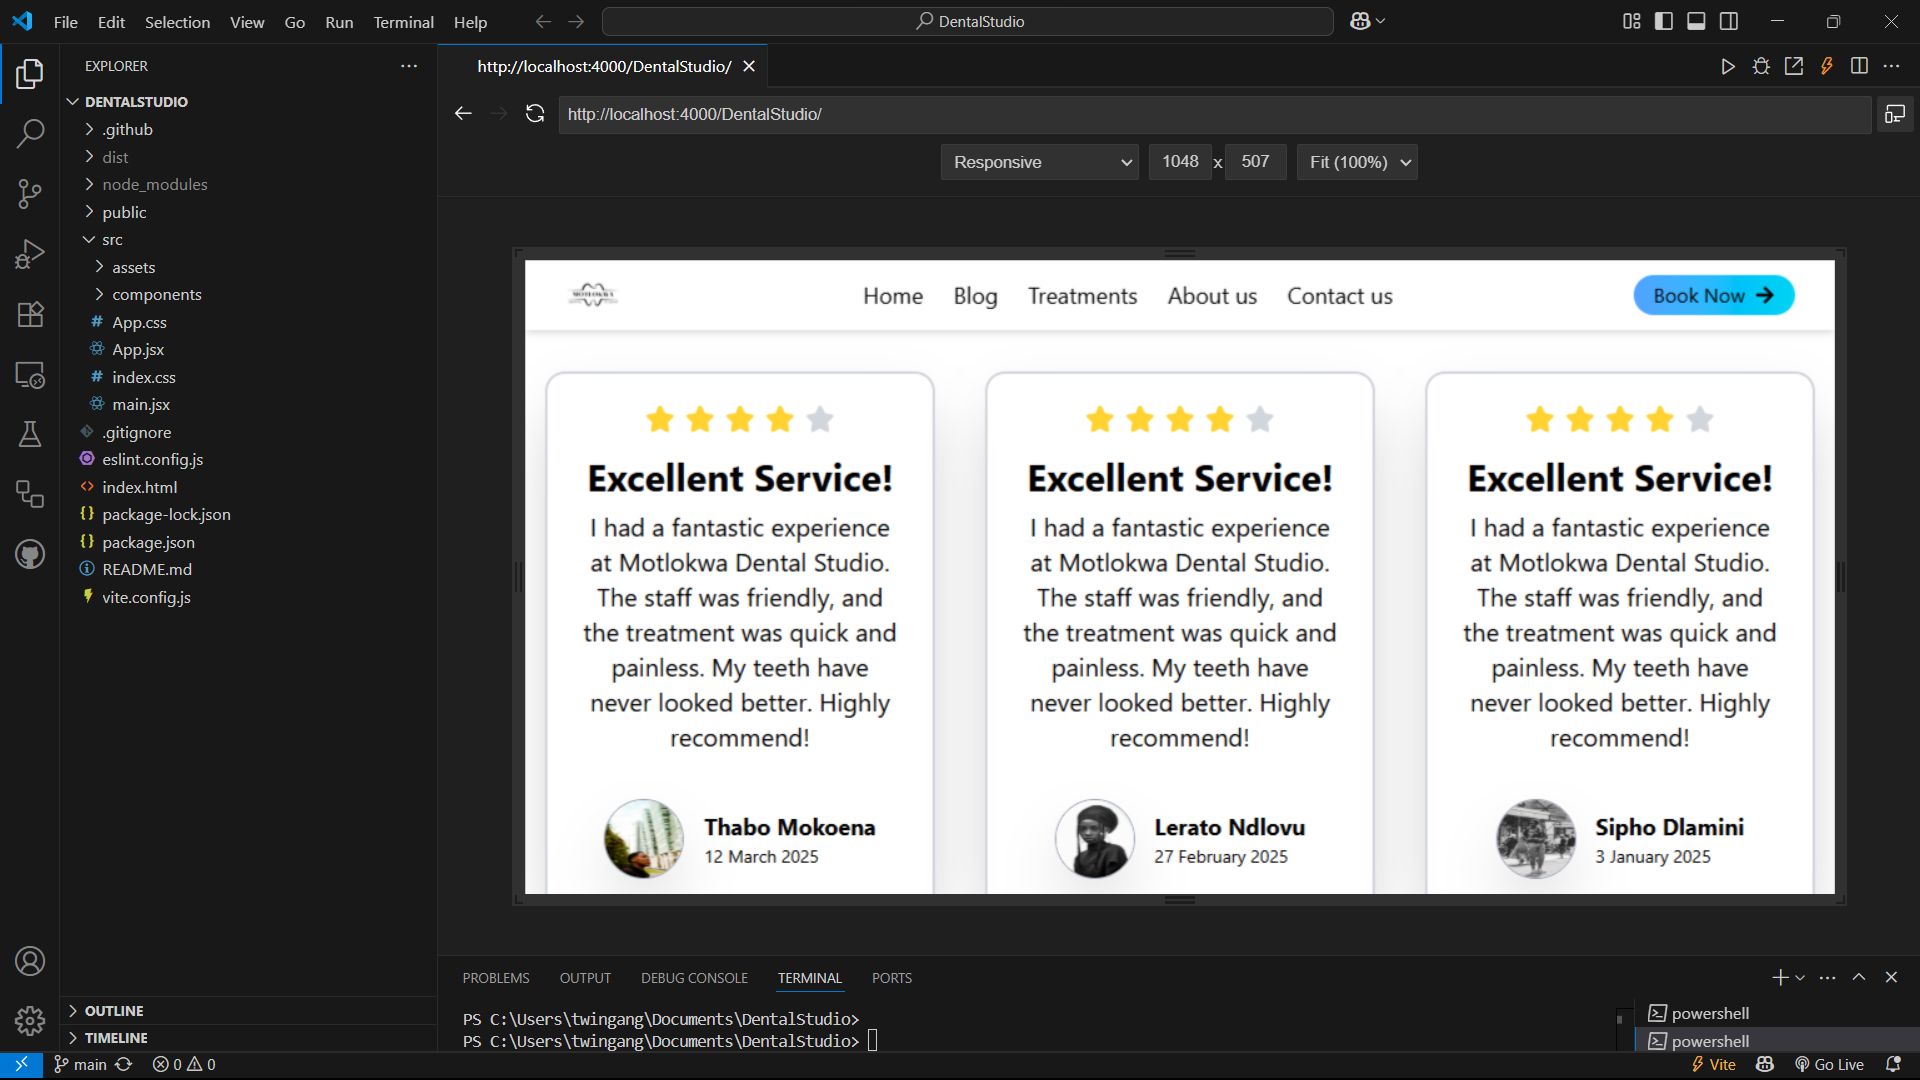 File Edit Selection View Go Run Terminal Help
DentalStudio
EXPLORER
DENTALSTUDIO
.github
dist
node_modules
public
src
assets
components
# App.css
App.jsx
# index.css
main.jsx
.gitignore
eslint.config.js
<> index.html
{} package-lock.json
{} package.json
README.md
vite.config.js
OUTLINE
TIMELINE
http://localhost:4000/DentalStudio/
http://localhost:4000/DentalStudio/
Responsive 1048 x 507 Fit (100%)
MOTLOKWA
Home Blog Treatments About us Contact us
Book Now
Excellent Service!
I had a fantastic experience
at Motlokwa Dental Studio.
The staff was friendly, and
the treatment was quick and
painless. My teeth have
never looked better. Highly
recommend!
Thabo Mokoena
12 March 2025
Excellent Service!
I had a fantastic experience
at Motlokwa Dental Studio.
The staff was friendly, and
the treatment was quick and
painless. My teeth have
never looked better. Highly
recommend!
Lerato Ndlovu
27 February 2025
Excellent Service!
I had a fantastic experience
at Motlokwa Dental Studio.
The staff was friendly, and
the treatment was quick and
painless. My teeth have
never looked better. Highly
recommend!
Sipho Dlamini
3 January 2025
PROBLEMS OUTPUT DEBUG CONSOLE TERMINAL PORTS
PS C:\Users\twingang\Documents\DentalStudio>
PS C:\Users\twingang\Documents\DentalStudio>
powershell
powershell
main 0 0
Vite Go Live